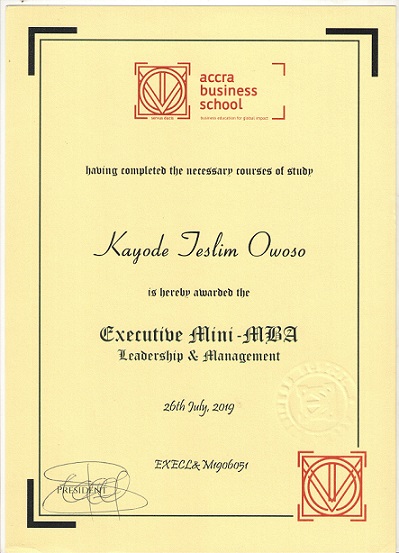 accra
business
school
business education for global impact
having completed the necessary courses of study
Kayode Teslim Owoso
is hereby awarded the
Executive Mini-MBA
Leadership & Management
26th July, 2019
EXECL&M1906051
PRESIDENT